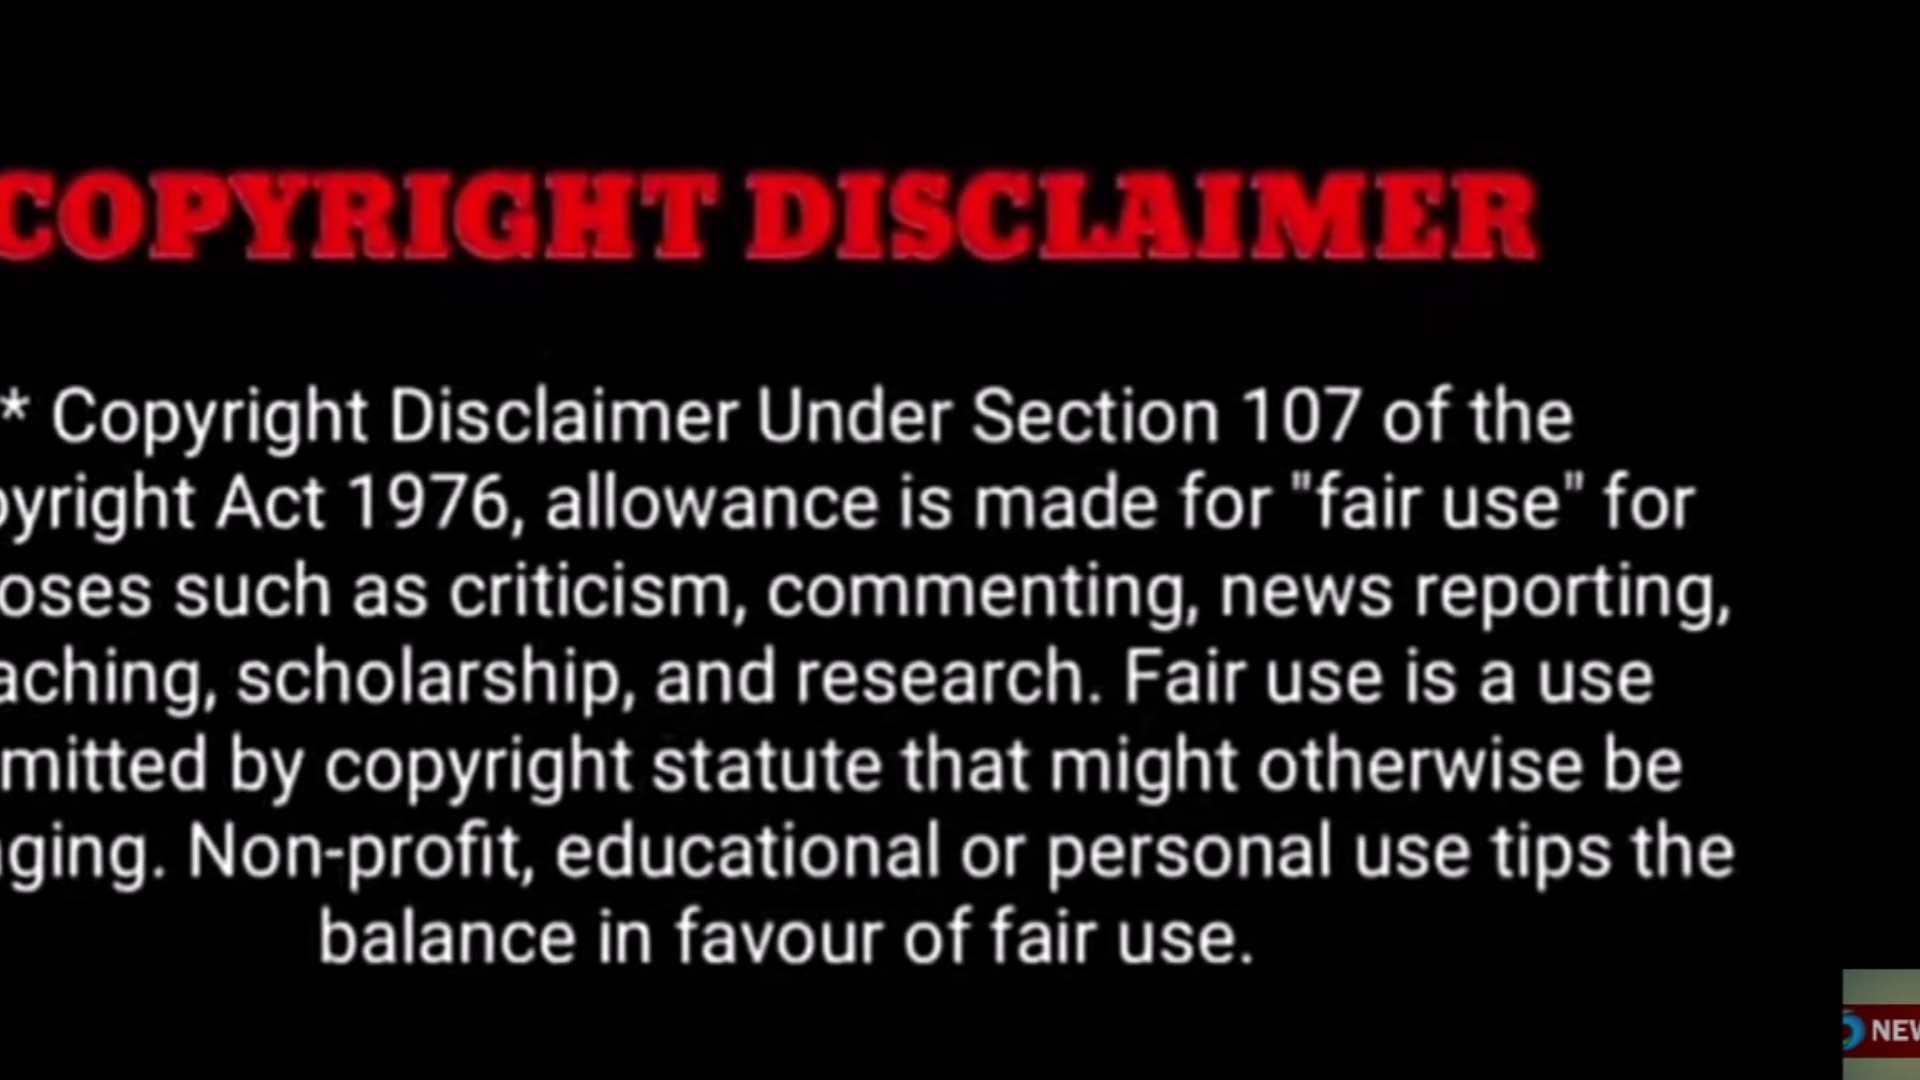 COPYRIGHT DISCLAIMER
* Copyright Disclaimer Under Section 107 of the
pyright Act 1976, allowance is made for "fair use" for
oses such as criticism, commenting, news reporting,
aching, scholarship, and research. Fair use is a use
mitted by copyright statute that might otherwise be
ging. Non-profit, educational or personal use tips the
balance in favour of fair use.
5 NEW